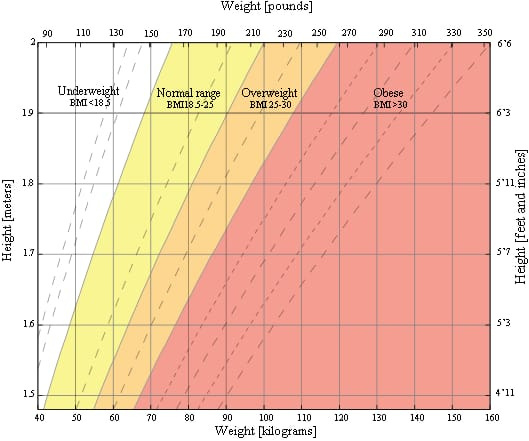 Weight [pounds]
90 110 130 150 170 190 210 230 250 270 290 310 330 350
2 6"6
Underweight Normal range Overweight Obese
BMI <18.5 BMI18.5-25 BMI 25-30 BMI >30
1.9 6"3
1.8 5"11
Height [meters] Height [feet and inches]
1.7 5"7
1.6 5"3
1.5 4"11
40 50 60 70 80 90 100 110 120 130 140 150 160
Weight [kilograms]